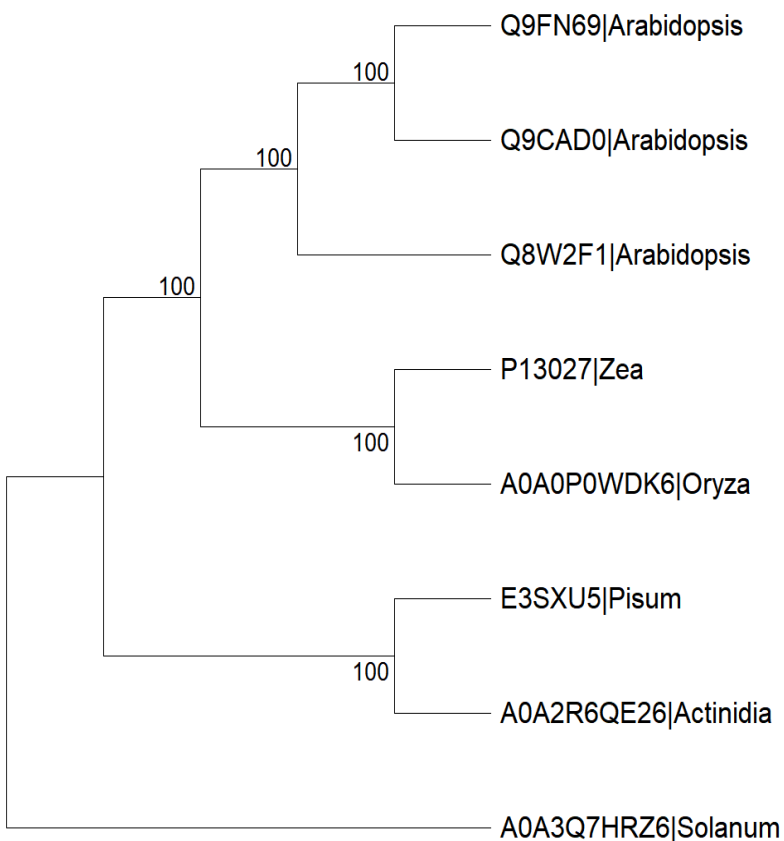 Q9FN69|Arabidopsis
100
Q9CAD0|Arabidopsis
100
Q8W2F1|Arabidopsis
100
P13027|Zea
100
A0A0P0WDK6|Oryza
E3SXU5|Pisum
100
A0A2R6QE26|Actinidia
A0A3Q7HRZ6|Solanum